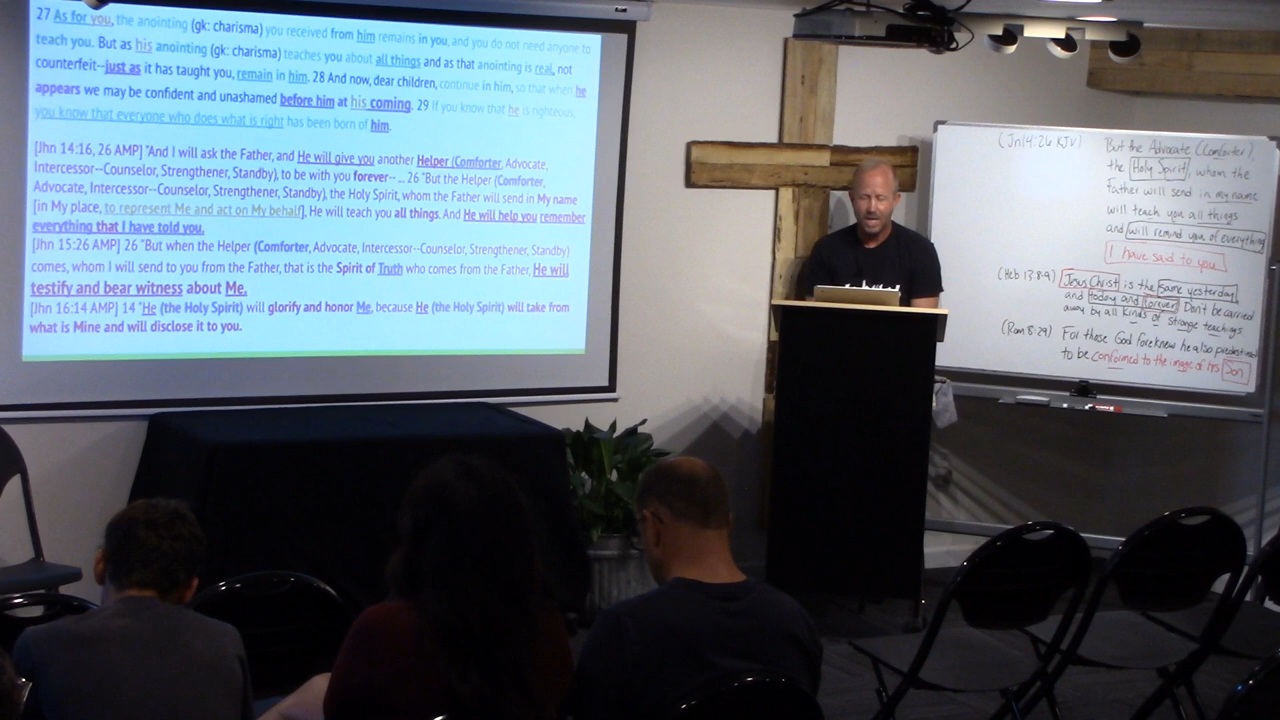 27 As for you, the anointing (gk: charisma) you received from him remains in you, and you do not need anyone to
teach you. But as his anointing (gk: charisma) teaches you about all things and as that anointing is real, not
counterfeit--just as it has taught you, remain in him. 28 And now, dear children, continue in him, so that when he
appears we may be confident and unashamed before him at his coming. 29 If you know that he is righteous,
you know that everyone who does what is right has been born of him.
[Jhn 14:16, 26 AMP] "And I will ask the Father, and He will give you another Helper (Comforter, Advocate,
Intercessor--Counselor, Strengthener, Standby), to be with you forever-- ... 26 "But the Helper (Comforter,
Advocate, Intercessor--Counselor, Strengthener, Standby), the Holy Spirit, whom the Father will send in My name
[in My place, to represent Me and act on My behalf], He will teach you all things. And He will help you remember
everything that I have told you.
[Jhn 15:26 AMP] 26 "But when the Helper (Comforter, Advocate, Intercessor--Counselor, Strengthener, Standby)
comes, whom I will send to you from the Father, that is the Spirit of Truth who comes from the Father, He will
testify and bear witness about Me.
[Jhn 16:14 AMP] 14 "He (the Holy Spirit) will glorify and honor Me, because He (the Holy Spirit) will take from
what is Mine and will disclose it to you.
(Jn 14:26 KJV) But the Advocate (Comforter),
the Holy Spirit, whom the
Father will send in my name
will teach you all things
and will remind you of everything
I have said to you
(Heb 13:8-9) Jesus Christ is the same yesterday,
and today and forever. Don't be carried
away by all kinds of strange teachings
(Rom 8:29) For those God foreknew he also predestined
to be conformed to the image of his Son